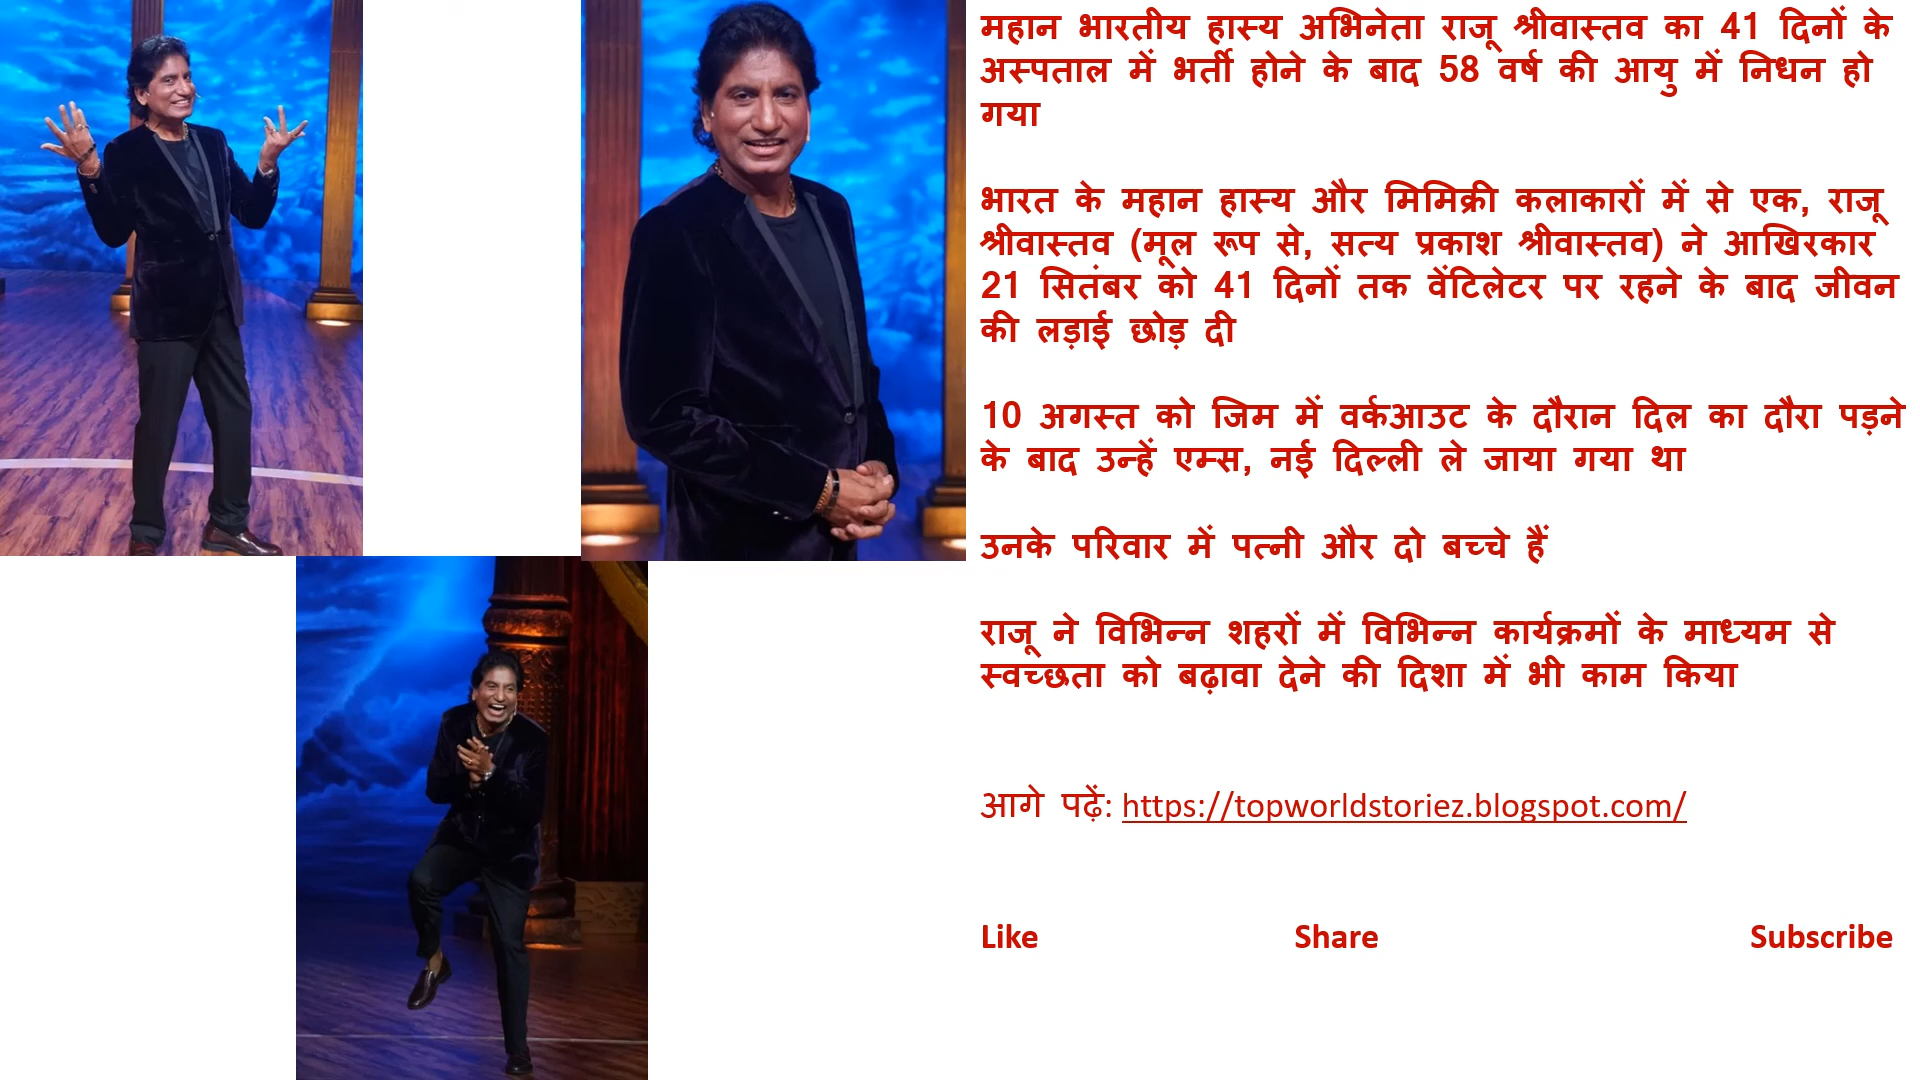 महान भारतीय हास्य अभिनेता राजू श्रीवास्तव का 41 दिनों के
अस्पताल में भर्ती होने के बाद 58 वर्ष की आयु में निधन हो
गया
भारत के महान हास्य और मिमिक्री कलाकारों में से एक, राजू
श्रीवास्तव (मूल रूप से, सत्य प्रकाश श्रीवास्तव) ने आखिरकार
21 सितंबर को 41 दिनों तक वेंटिलेटर पर रहने के बाद जीवन
की लड़ाई छोड़ दी
10 अगस्त को जिम में वर्कआउट के दौरान दिल का दौरा पड़ने
के बाद उन्हें एम्स, नई दिल्ली ले जाया गया था
उनके परिवार में पत्नी और दो बच्चे हैं
राजू ने विभिन्न शहरों में विभिन्न कार्यक्रमों के माध्यम से
स्वच्छता को बढ़ावा देने की दिशा में भी काम किया
आगे पढ़ें: https://topworldstoriez.blogspot.com/
Like Share Subscribe